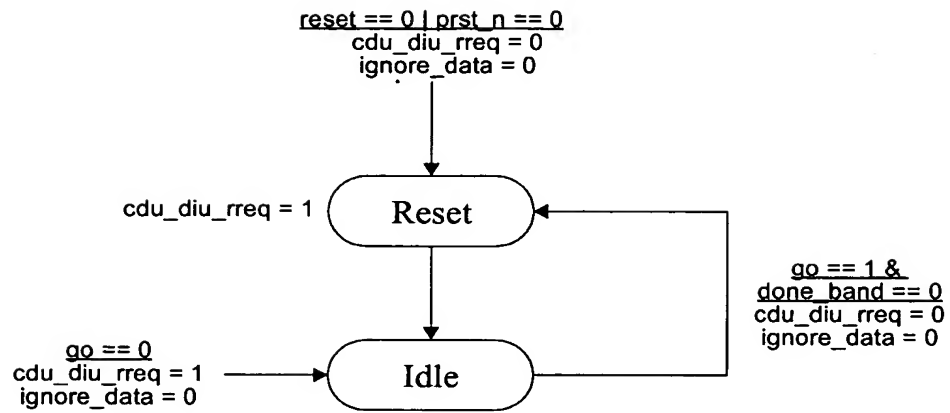 reset == 0 | prst_n == 0
cdu_diu_rreq = 0
ignore_data = 0
cdu_diu_rreq = 1
Reset
go == 1 &
done_band == 0
cdu_diu_rreq = 0
ignore_data = 0
go == 0
cdu_diu_rreq = 1
ignore_data = 0
Idle